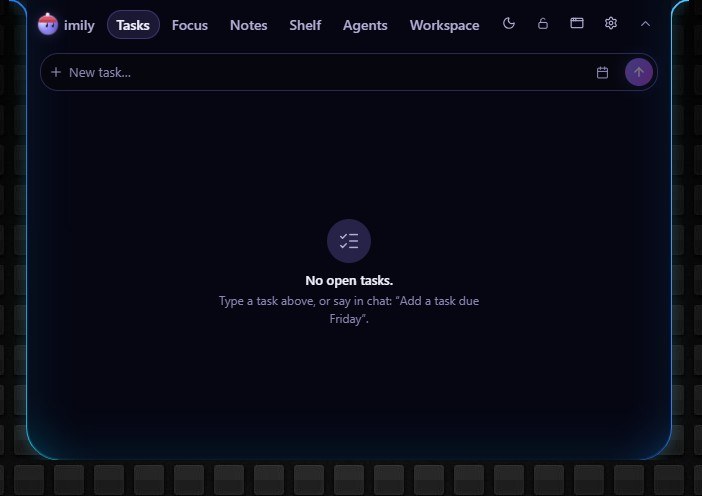 imily Tasks Focus Notes Shelf Agents Workspace
New task...
No open tasks.
Type a task above, or say in chat: “Add a task due
Friday”.